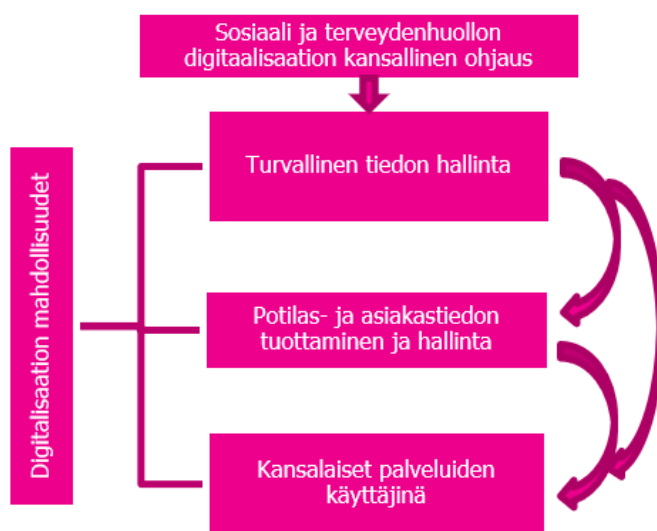 Sosiaali ja terveydenhuollon
digitaalisaation kansallinen ohjaus
Turvallinen tiedon hallinta
Digitalisaation mahdollisuudet
Potilas- ja asiakastiedon
tuottaminen ja hallinta
Kansalaiset palveluiden
käyttäjinä